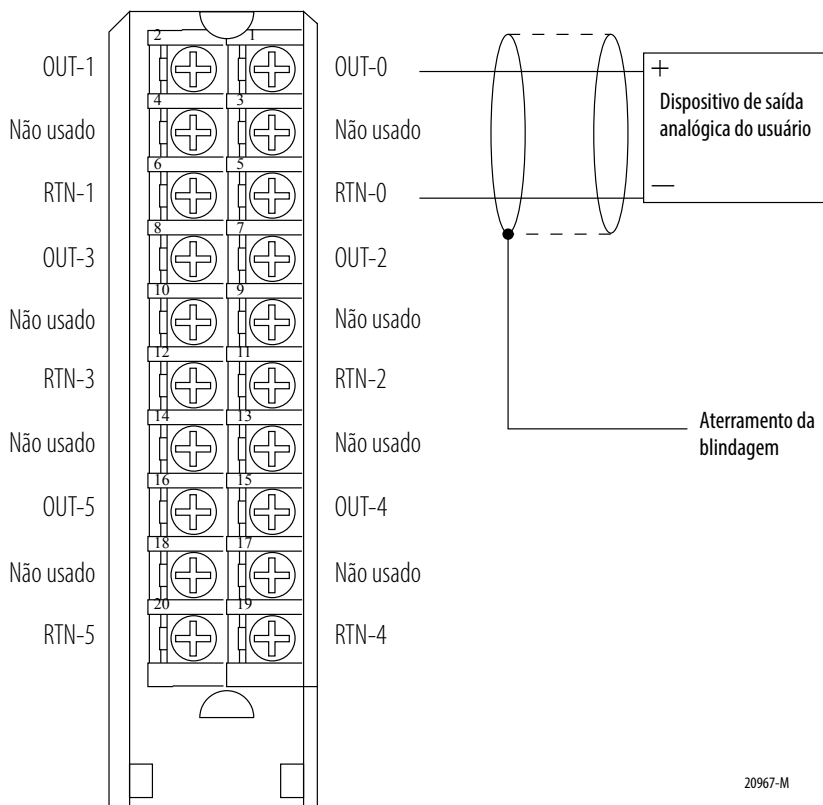 2 1
OUT-1 OUT-0 +
Dispositivo de saída
analógica do usuário
4 3
Não usado Não usado
6 5
RTN-1 RTN-0 —
8 7
OUT-3 OUT-2
10 9
Não usado Não usado
12 11
RTN-3 RTN-2
14 13
Não usado Não usado
Aterramento da
blindagem
16 15
OUT-5 OUT-4
18 17
Não usado Não usado
20 19
RTN-5 RTN-4
20967-M